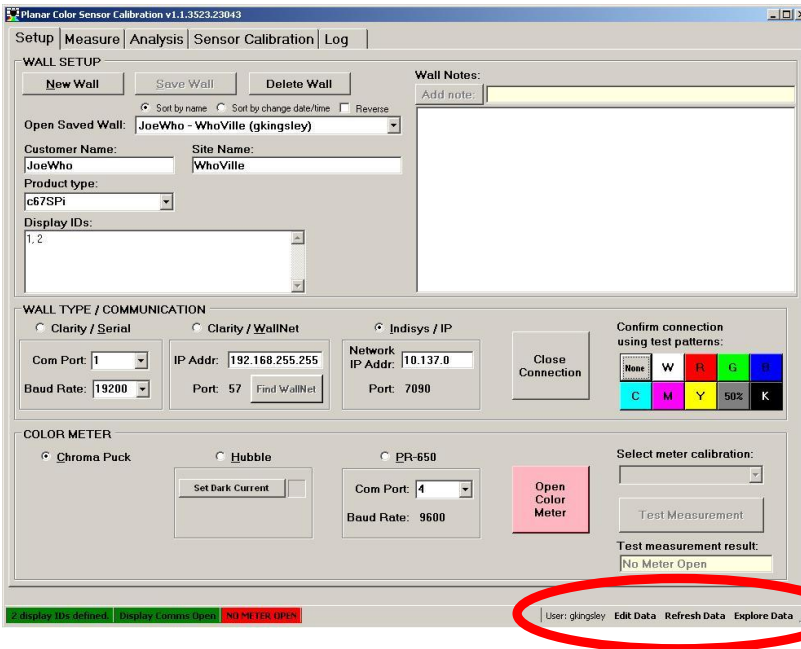 Planar Color Sensor Calibration v1.1.3523.23043
Setup Measure Analysis Sensor Calibration Log
WALL SETUP
New Wall Save Wall Delete Wall
Sort by name Sort by change date/time Reverse
Open Saved Wall: JoeWho - WhoVille (gkingsley)
Customer Name: Site Name:
JoeWho WhoVille
Product type:
c67SPi
Display IDs:
1, 2
Wall Notes:
Add note:
WALL TYPE / COMMUNICATION
Clarity / Serial Clarity / WallNet Indisys / IP
Com Port: 1 IP Addr: 192.168.255.255 Network IP Addr: 10.137.0
Baud Rate: 19200 Port: 57 Find WallNet Port: 7090
Close
Connection
Confirm connection
using test patterns:
None W R G B
C M Y 50% K
COLOR METER
Chroma Puck Hubble PR-650
Set Dark Current Com Port: 4
Baud Rate: 9600
Open
Color
Meter
Select meter calibration:
Test Measurement
Test measurement result:
No Meter Open
2 display IDs defined. Display Comms Open NO METER OPEN User: gkingsley Edit Data Refresh Data Explore Data